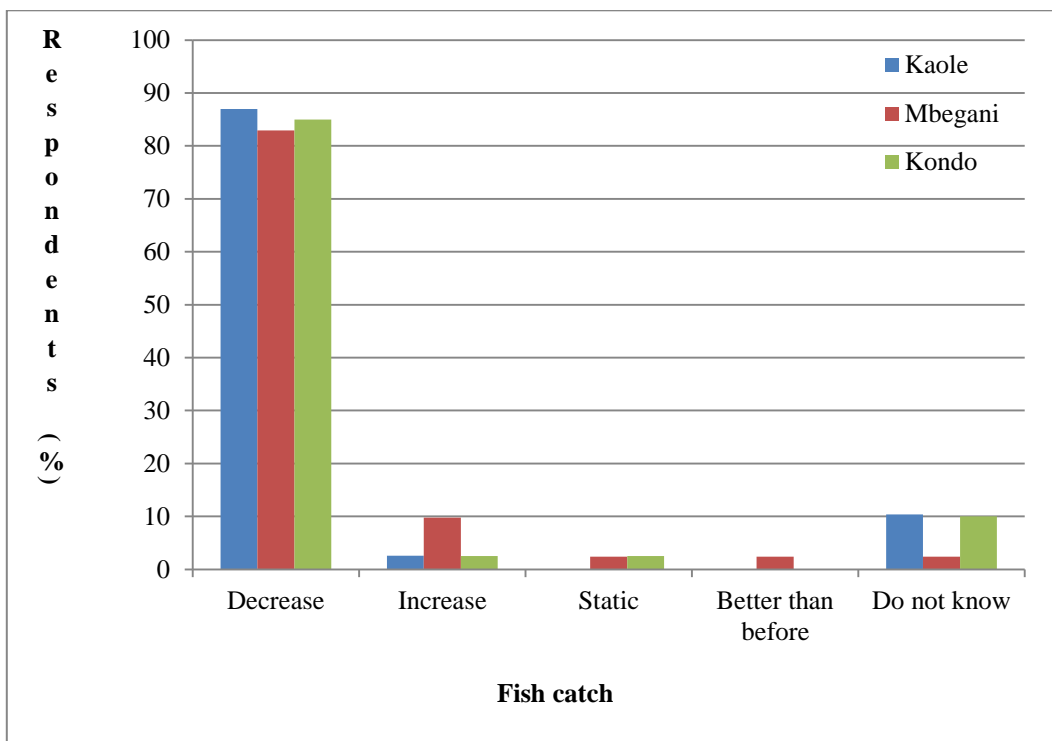 Respondents (%)
100
90
80
70
60
50
40
30
20
10
0
Kaole
Mbegani
Kondo
Decrease
Increase
Static
Better than
before
Do not know
Fish catch